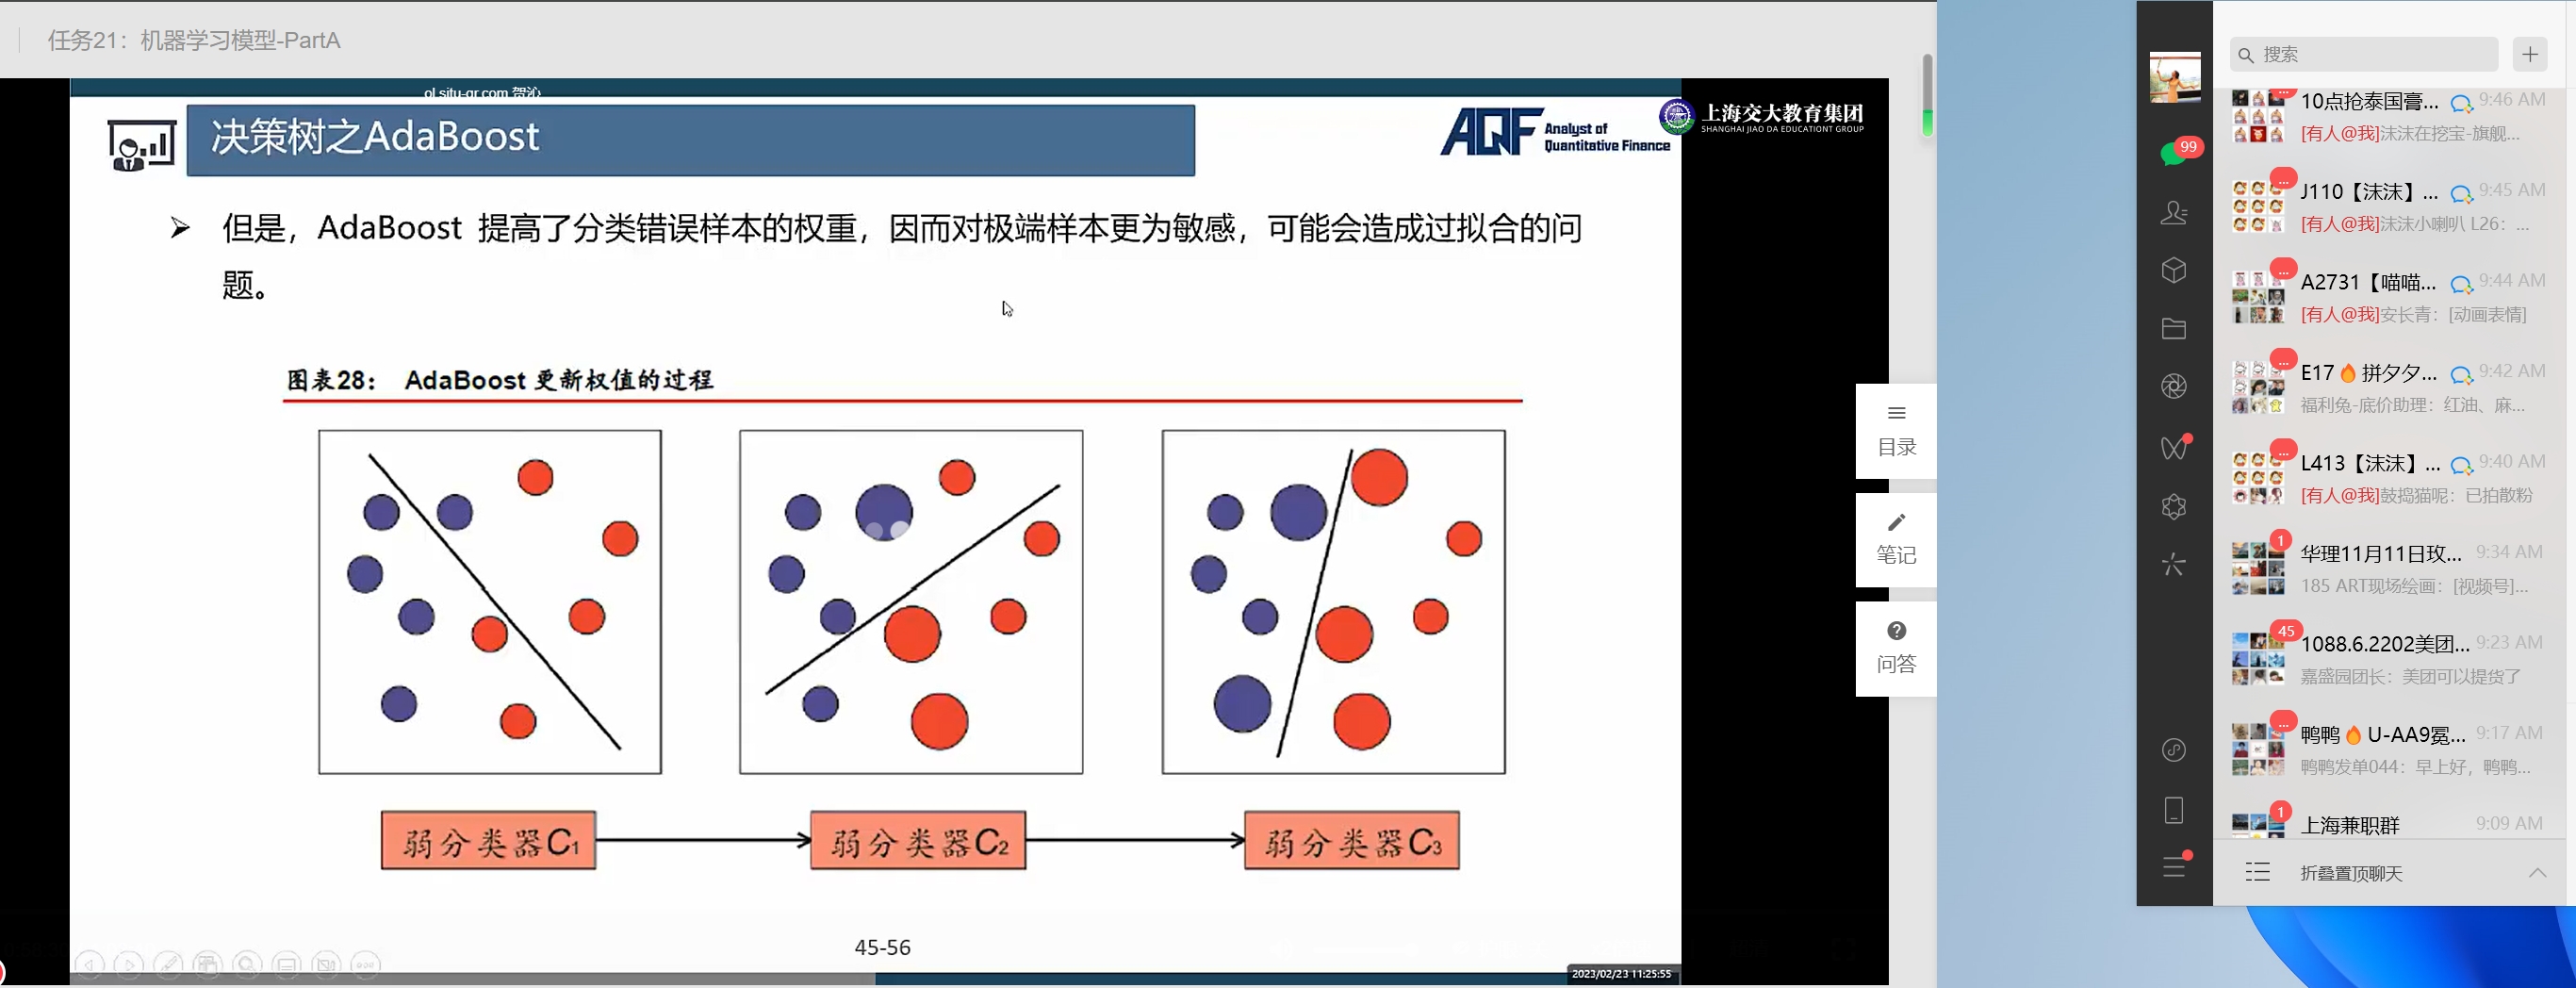 任务21：机器学习模型-PartA
ol.sjtu-qr.com 贺沁
决策树之AdaBoost
AQF Analyst of
Quantitative Finance
上海交大教育集团
SHANGHAI JIAO DA EDUCATIONT GROUP
但是，AdaBoost 提高了分类错误样本的权重，因而对极端样本更为敏感，可能会造成过拟合的问
题。
图表28： AdaBoost 更新权值的过程
弱分类器C1
弱分类器C2
弱分类器C3
45-56
2023/02/23 11:25:55
目录
笔记
问答
99
搜索
10点抢泰国膏... 9:46 AM
[有人@我]沫沫在挖宝-旗舰...
J110【沫沫】... 9:45 AM
[有人@我]沫沫小喇叭 L26：...
A2731【喵喵... 9:44 AM
[有人@我]安长青：[动画表情]
E17🔥拼夕夕... 9:42 AM
福利兔-底价助理：红油、麻...
L413【沫沫】... 9:40 AM
[有人@我]鼓捣猫呢：已拍散粉
1
华理11月11日玫... 9:34 AM
185 ART现场绘画：[视频号]...
45
1088.6.2202美团... 9:23 AM
嘉盛园团长：美团可以提货了
鸭鸭🔥U-AA9冤... 9:17 AM
鸭鸭发单044：早上好，鸭鸭...
1
上海兼职群 9:09 AM
折叠置顶聊天